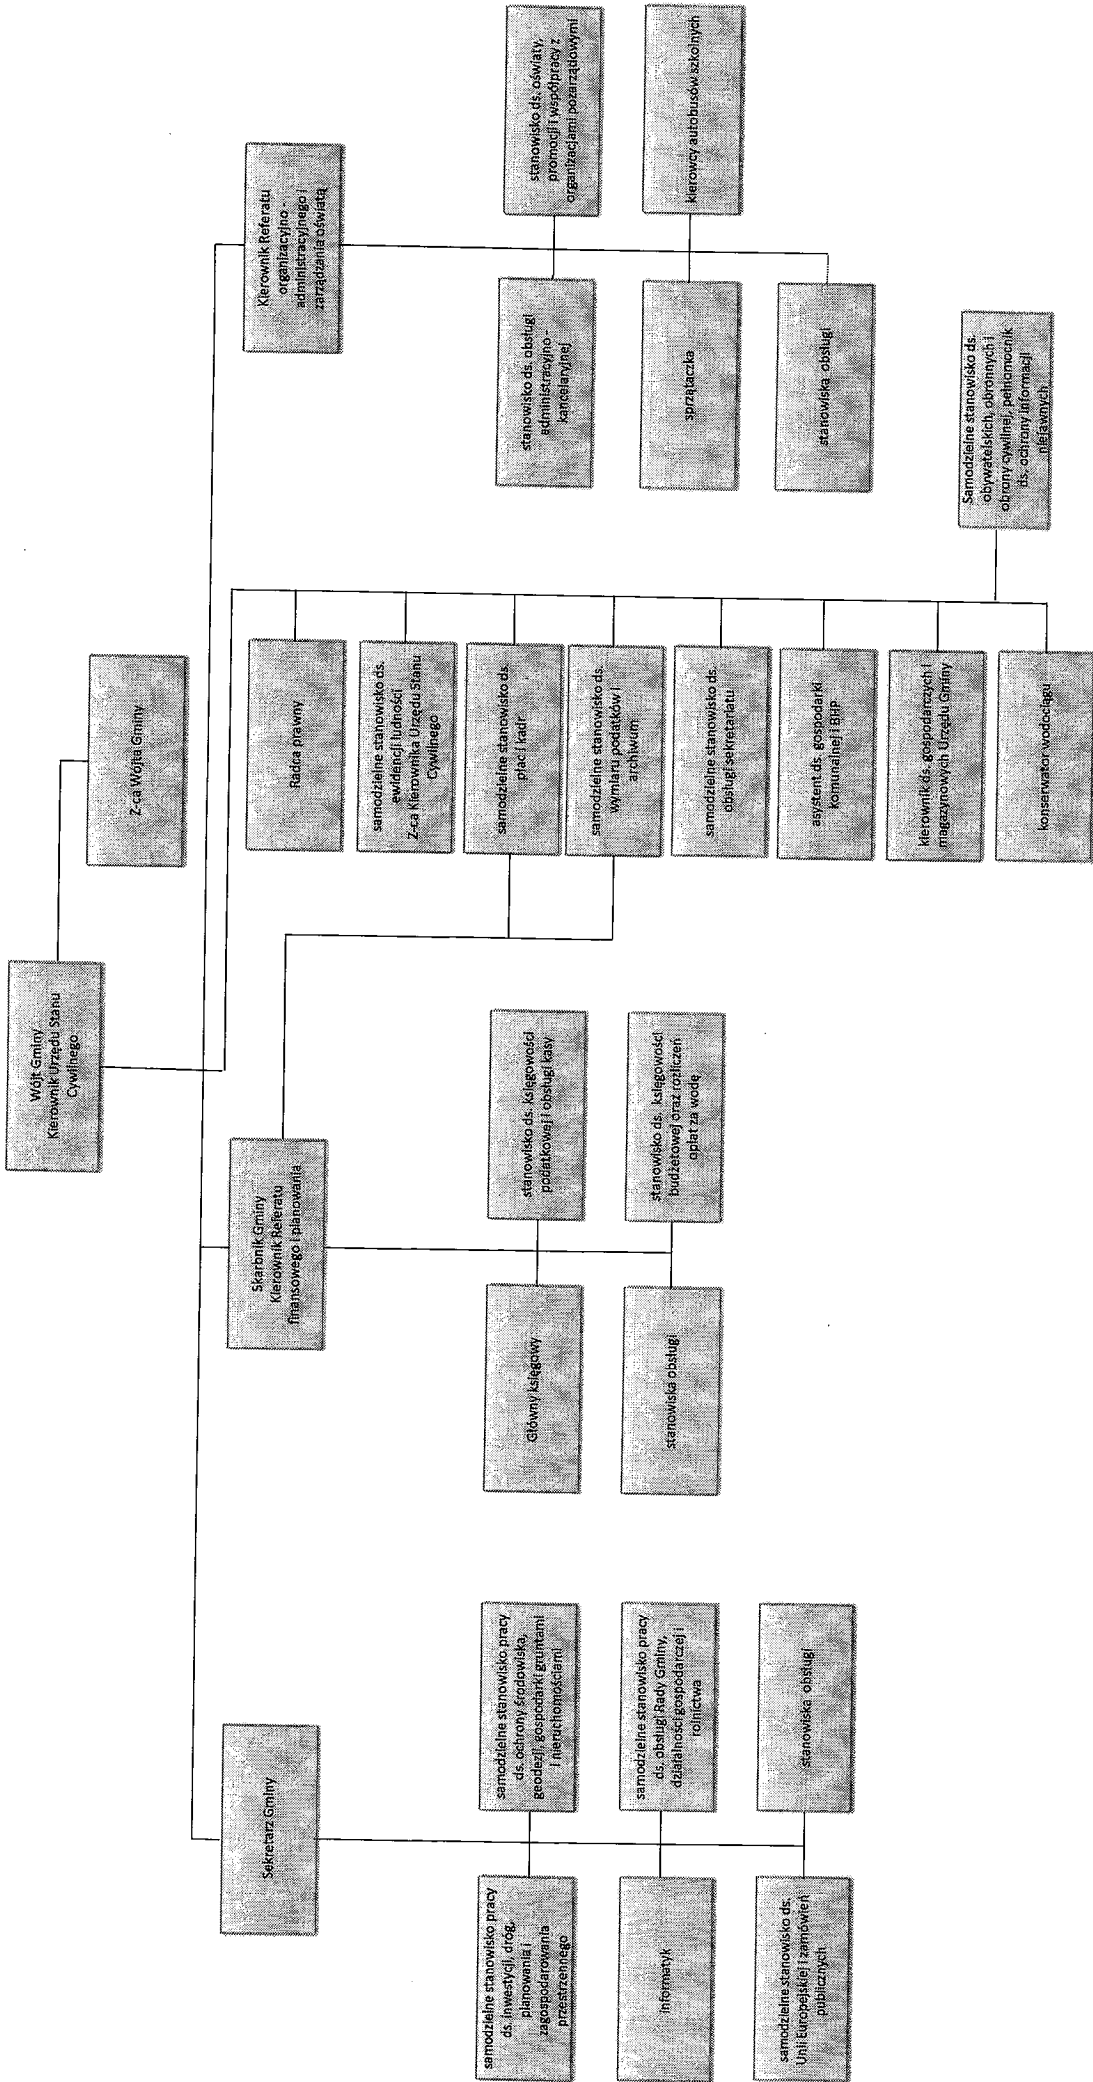 Wójt Gminy
Kierownik Urzędu Stanu
Cywilnego
Z-ca Wójta Gminy
Sekretarz Gminy
samodzielne stanowisko pracy
ds. inwestycji, dróg,
planowania i
zagospodarowania
przestrzennego
samodzielne stanowisko pracy
ds. ochrony środowiska,
geodezji, gospodarki gruntami
i nieruchomościami
informatyk
samodzielne stanowisko pracy
ds. obsługi Rady Gminy,
działalności gospodarczej i
rolnictwa
samodzielne stanowisko ds.
Unii Europejskiej i zamówień
publicznych
stanowiska obsługi
Skarbnik Gminy
Kierownik Referatu
finansowego i planowania
Główny księgowy
stanowisko ds. księgowości
podatkowej i obsługi kasy
stanowiska obsługi
stanowisko ds. księgowości
budżetowej oraz rozliczeń
opłat za wodę
Radca prawny
samodzielne stanowisko ds.
ewidencji ludności
Z-ca Kierownika Urzędu Stanu
Cywilnego
samodzielne stanowisko ds.
płac i kadr
samodzielne stanowisko ds.
wymiaru podatków i
archiwum
samodzielne stanowisko ds.
obsługi sekretariatu
asystent ds. gospodarki
komunalnej i BHP
kierownik ds. gospodarczych i
magazynowych Urzędu Gminy
konserwator wodociągu
Samodzielne stanowisko ds.
obywatelskich, obronnych i
obrony cywilnej, pełnomocnik
ds. ochrony informacji
niejawnych
Kierownik Referatu
organizacyjno -
administracyjnego i
zarządzania oświatą
stanowisko ds. obsługi
administracyjno -
kancelaryjnej
stanowisko ds. oświaty,
promocji i współpracy z
organizacjami pozarządowymi
sprzątaczka
kierowcy autobusów szkolnych
stanowiska obsługi